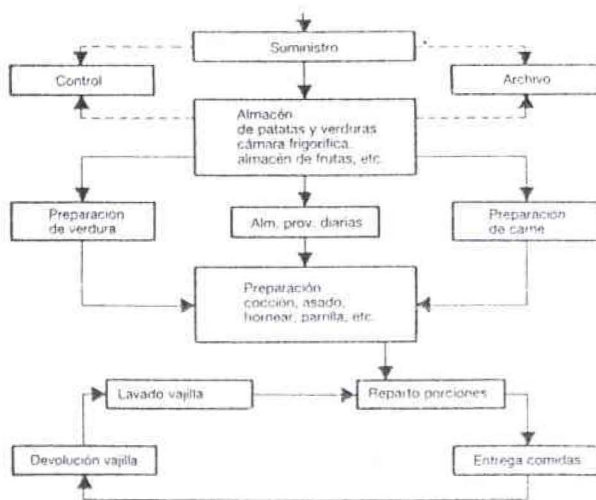 Suministro
Control
Archivo
Almacén
de patatas y verduras
cámara frigorífica,
almacén de frutas, etc.
Preparación
de verdura
Alm. prov. diarias
Preparación
de carne
Preparación
cocción, asado,
hornear, parrilla, etc.
Lavado vajilla
Reparto porciones
Devolución vajilla
Entrega comidas